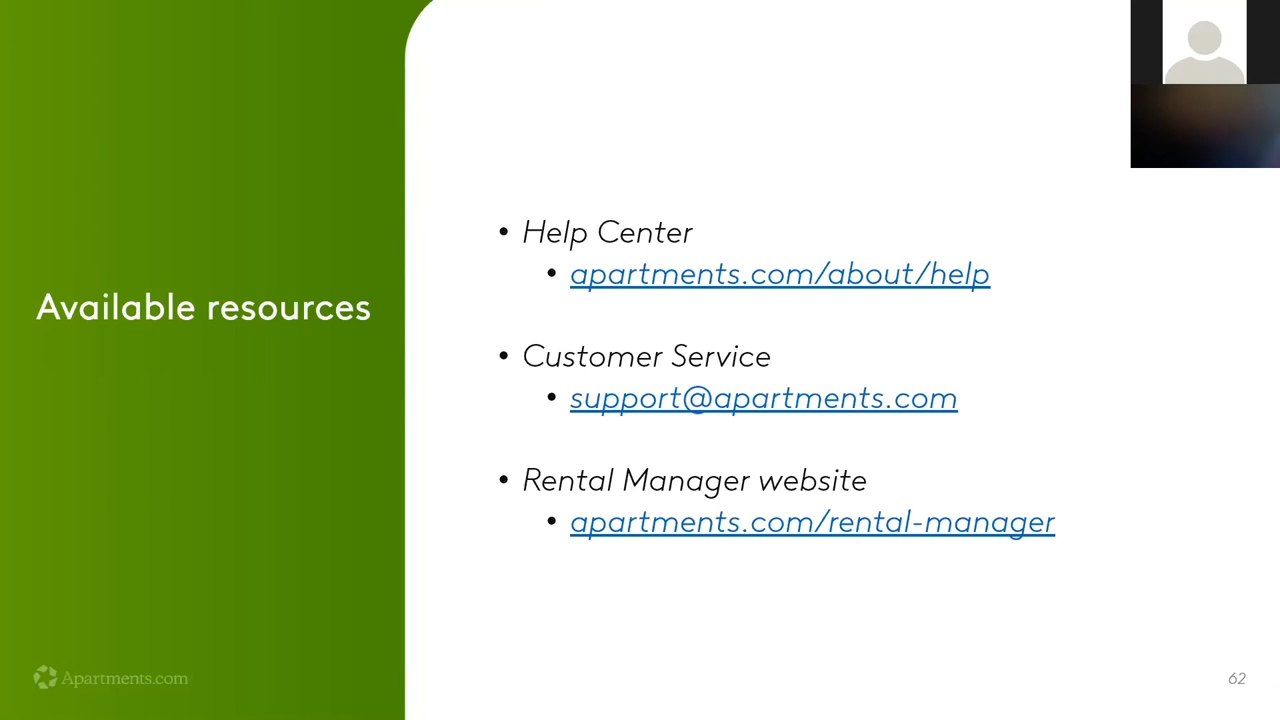 Available resources
• Help Center
• apartments.com/about/help
• Customer Service
• support@apartments.com
• Rental Manager website
• apartments.com/rental-manager
Apartments.com
62